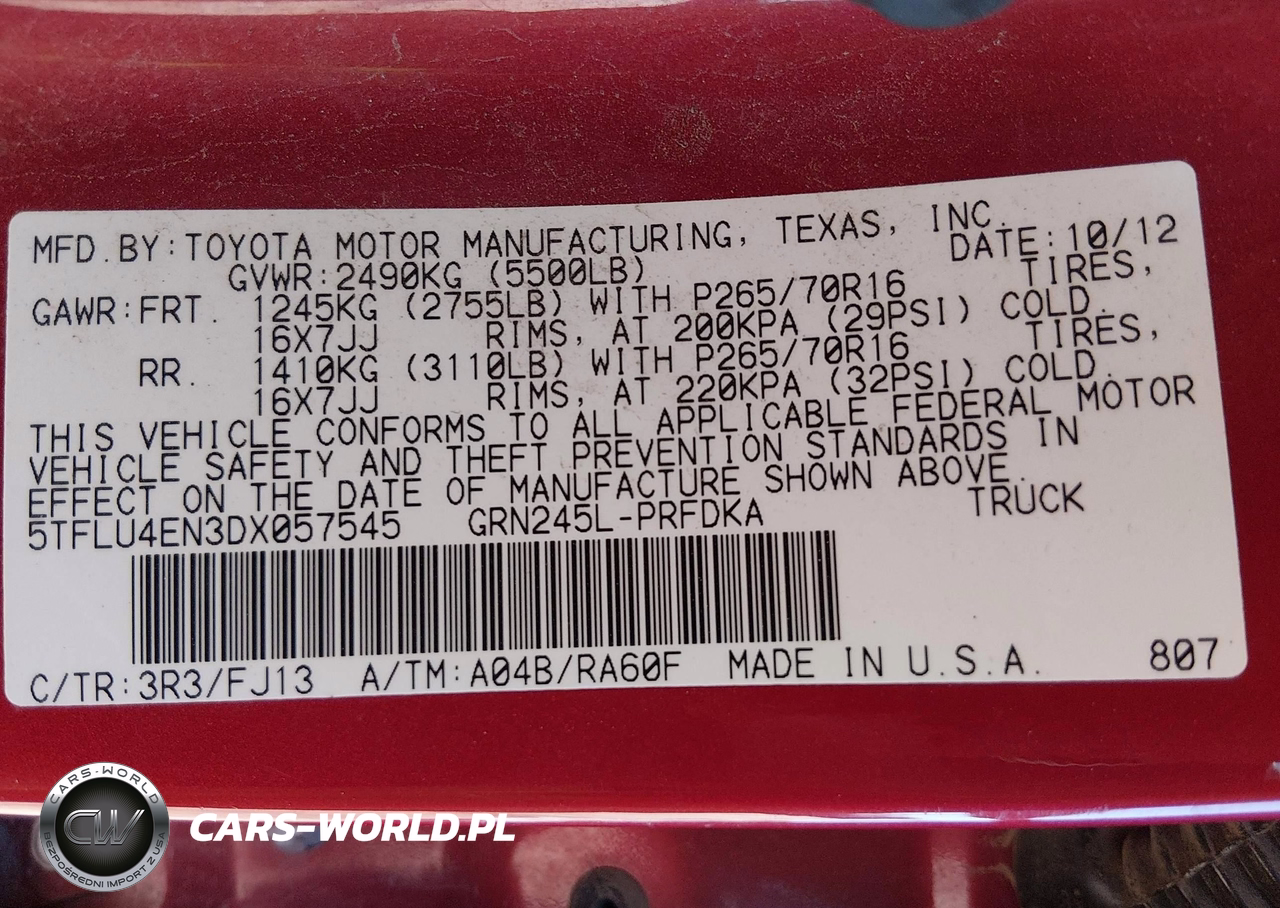 MFD. BY: TOYOTA MOTOR MANUFACTURING, TEXAS, INC.
DATE: 10/12
GVWR: 2490KG (5500LB)
GAWR: FRT. 1245KG (2755LB) WITH P265/70R16 TIRES,
16X7JJ RIMS, AT 200KPA (29PSI) COLD.
RR. 1410KG (3110LB) WITH P265/70R16 TIRES,
16X7JJ RIMS, AT 220KPA (32PSI) COLD.
THIS VEHICLE CONFORMS TO ALL APPLICABLE FEDERAL MOTOR
VEHICLE SAFETY AND THEFT PREVENTION STANDARDS IN
EFFECT ON THE DATE OF MANUFACTURE SHOWN ABOVE.
5TFLU4EN3DX057545 GRN245L-PRFDKA TRUCK
C/TR: 3R3/FJ13 A/TM: A04B/RA60F MADE IN U.S.A. 807
CARS-WORLD
CW
BEZPOŚREDNI IMPORT Z USA
CARS-WORLD.PL